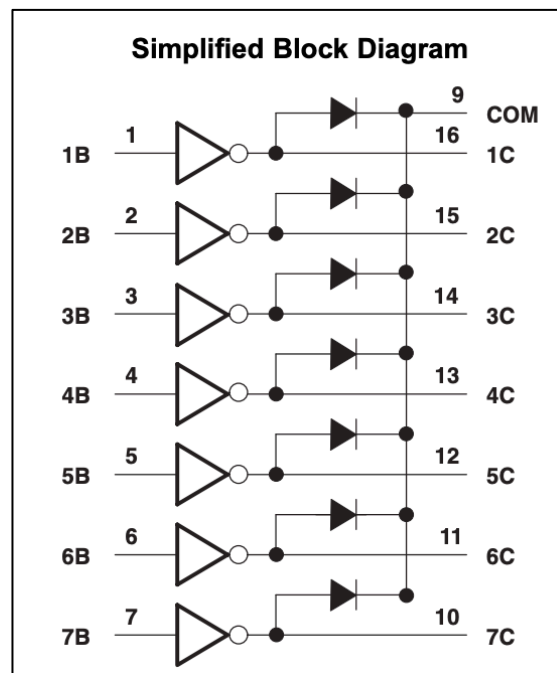 Simplified Block Diagram
9 COM
1B 1 16 1C
2B 2 15 2C
3B 3 14 3C
4B 4 13 4C
5B 5 12 5C
6B 6 11 6C
7B 7 10 7C